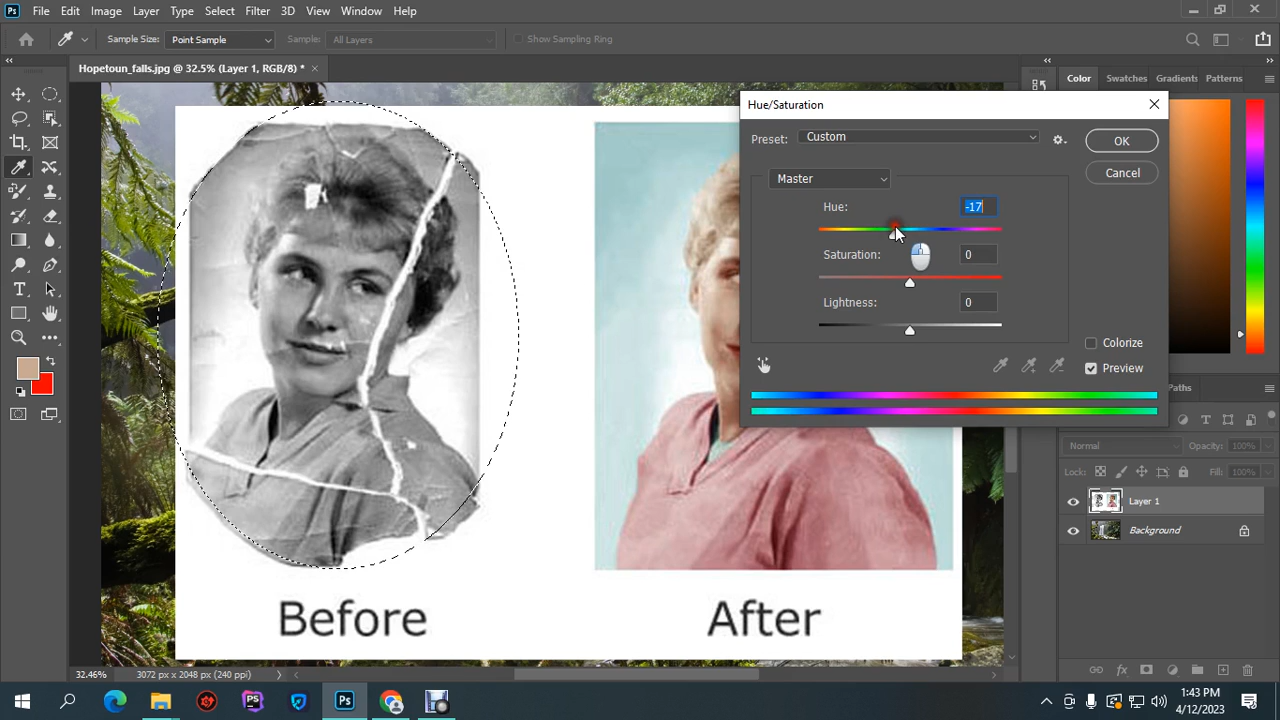 Ps File Edit Image Layer Type Select Filter 3D View Window Help
Sample Size: Point Sample Sample: All Layers Show Sampling Ring
Hopetoun_falls.jpg @ 32.5% (Layer 1, RGB/8) *
Color Swatches Gradients Patterns
Hue/Saturation
Preset: Custom
OK
Cancel
Master
Hue: -17
Saturation: 0
Lightness: 0
Colorize
Preview
Paths
Normal Opacity: 100%
Lock: Fill: 100%
Layer 1
Background
Before
After
32.46% 3072 px x 2048 px (240 ppi)
PS
Ps
1:43 PM
4/12/2023